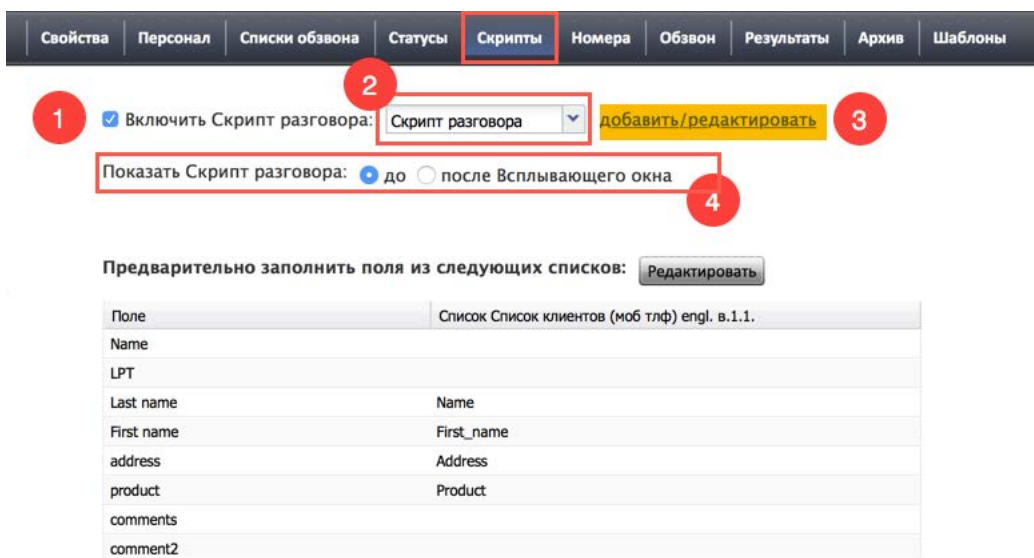 Свойства Персонал Списки обзвона Статусы Скрипты Номера Обзвон Результаты Архив Шаблоны
2
1 Включить Скрипт разговора: Скрипт разговора добавить/редактировать 3
Показать Скрипт разговора: до после Всплывающего окна
4
Предварительно заполнить поля из следующих списков: Редактировать
Поле Список Список клиентов (моб тлф) engl. в.1.1.
Name
LPT
Last name Name
First name First_name
address Address
product Product
comments
comment2